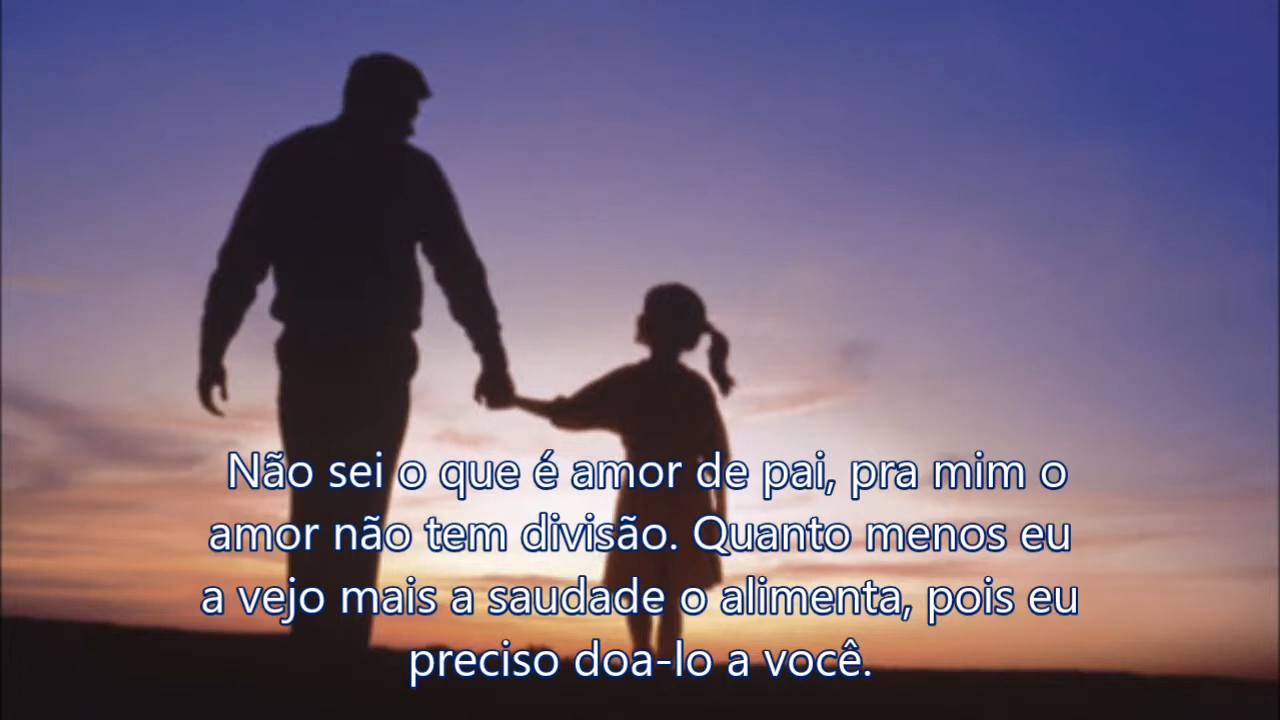 Não sei o que é amor de pai, pra mim o
amor não tem divisão. Quanto menos eu
a vejo mais a saudade o alimenta, pois eu
preciso doa-lo a você.